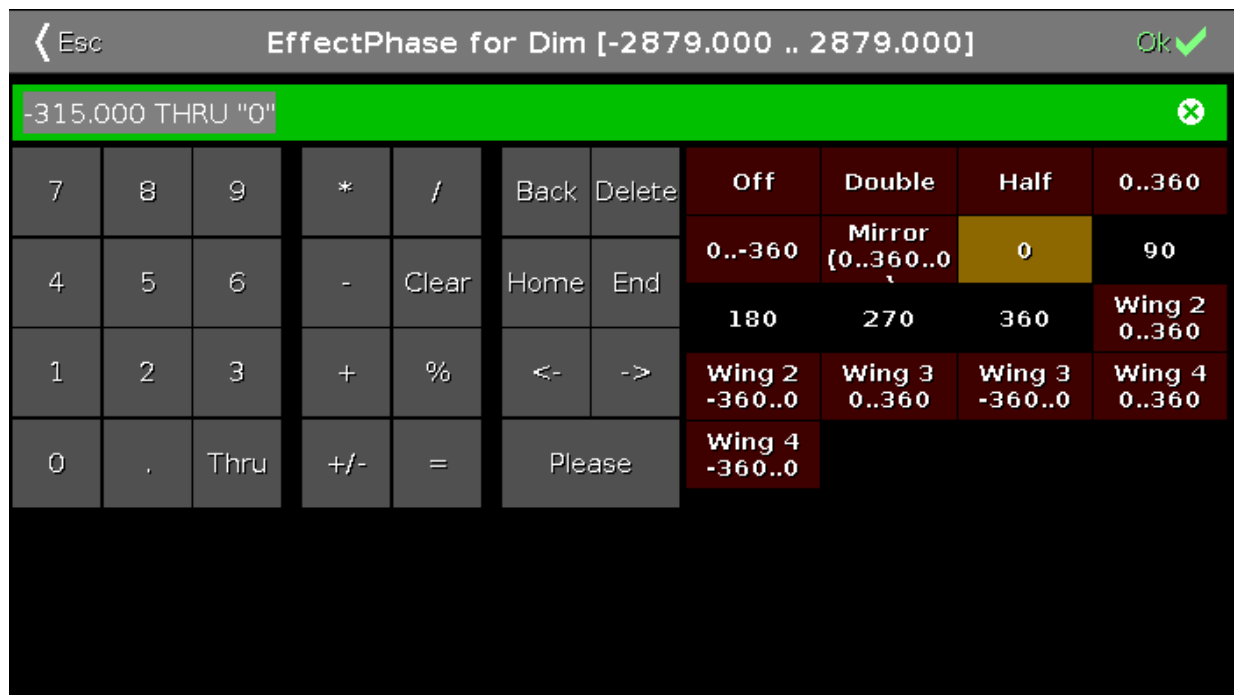 Esc EffectPhase for Dim [-2879.000 .. 2879.000] Ok
-315.000 THRU "0"
7 8 9 * / Back Delete Off Double Half 0..360
4 5 6 - Clear Home End 0..-360 Mirror (0..360..0 ) 0 90
180 270 360 Wing 2 0..360
1 2 3 + % <- -> Wing 2 -360..0 Wing 3 0..360 Wing 3 -360..0 Wing 4 0..360
0 . Thru +/- = Please Wing 4 -360..0